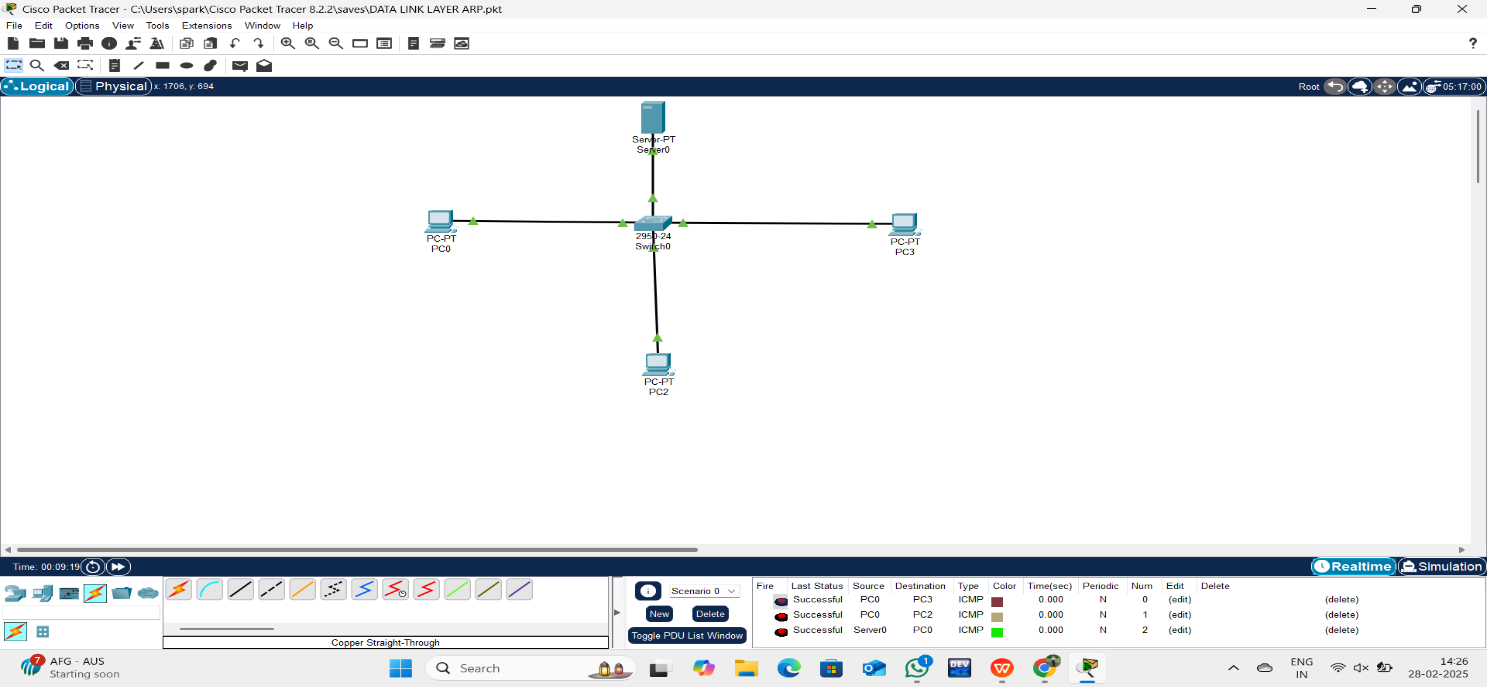 Cisco Packet Tracer - C:\Users\spark\Cisco Packet Tracer 8.2.2\saves\DATA LINK LAYER ARP.pkt
File Edit Options View Tools Extensions Window Help
?
Logical Physical x: 1706, y: 694 Root 05:17:00
Server-PT
Server0
PC-PT
PC0
2950-24
Switch0
PC-PT
PC3
PC-PT
PC2
Time: 00:09:19 Realtime Simulation
Scenario 0
New Delete
Toggle PDU List Window
Copper Straight-Through
Fire Last Status Source Destination Type Color Time(sec) Periodic Num Edit Delete
Successful PC0 PC3 ICMP 0.000 N 0 (edit) (delete)
Successful PC0 PC2 ICMP 0.000 N 1 (edit) (delete)
Successful Server0 PC0 ICMP 0.000 N 2 (edit) (delete)
7
AFG - AUS
Starting soon
Search
1
DEV
ENG
IN
14:26
28-02-2025